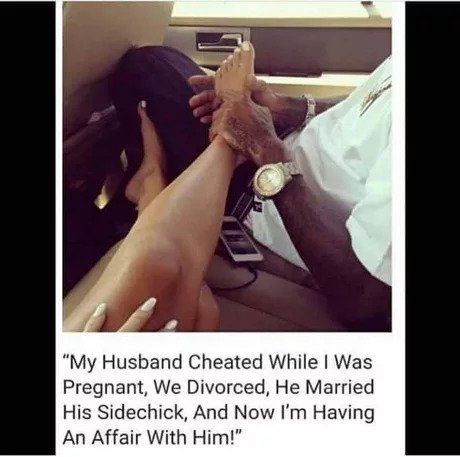 “My Husband Cheated While I Was
Pregnant, We Divorced, He Married
His Sidechick, And Now I’m Having
An Affair With Him!”